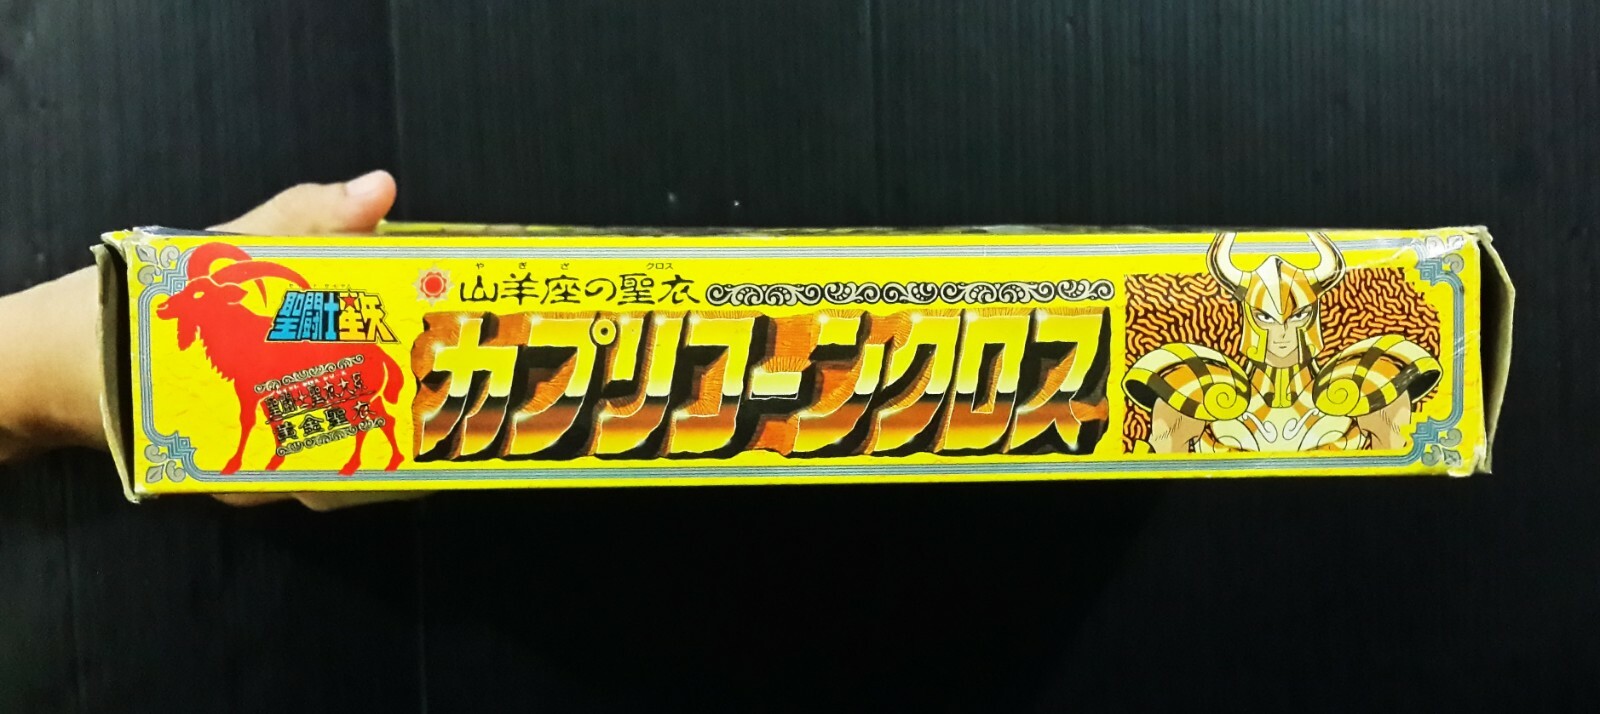 聖闘士星矢
聖闘士聖衣大系
黄金聖衣
やぎざ クロス
山羊座の聖衣
カプリコーンクロス